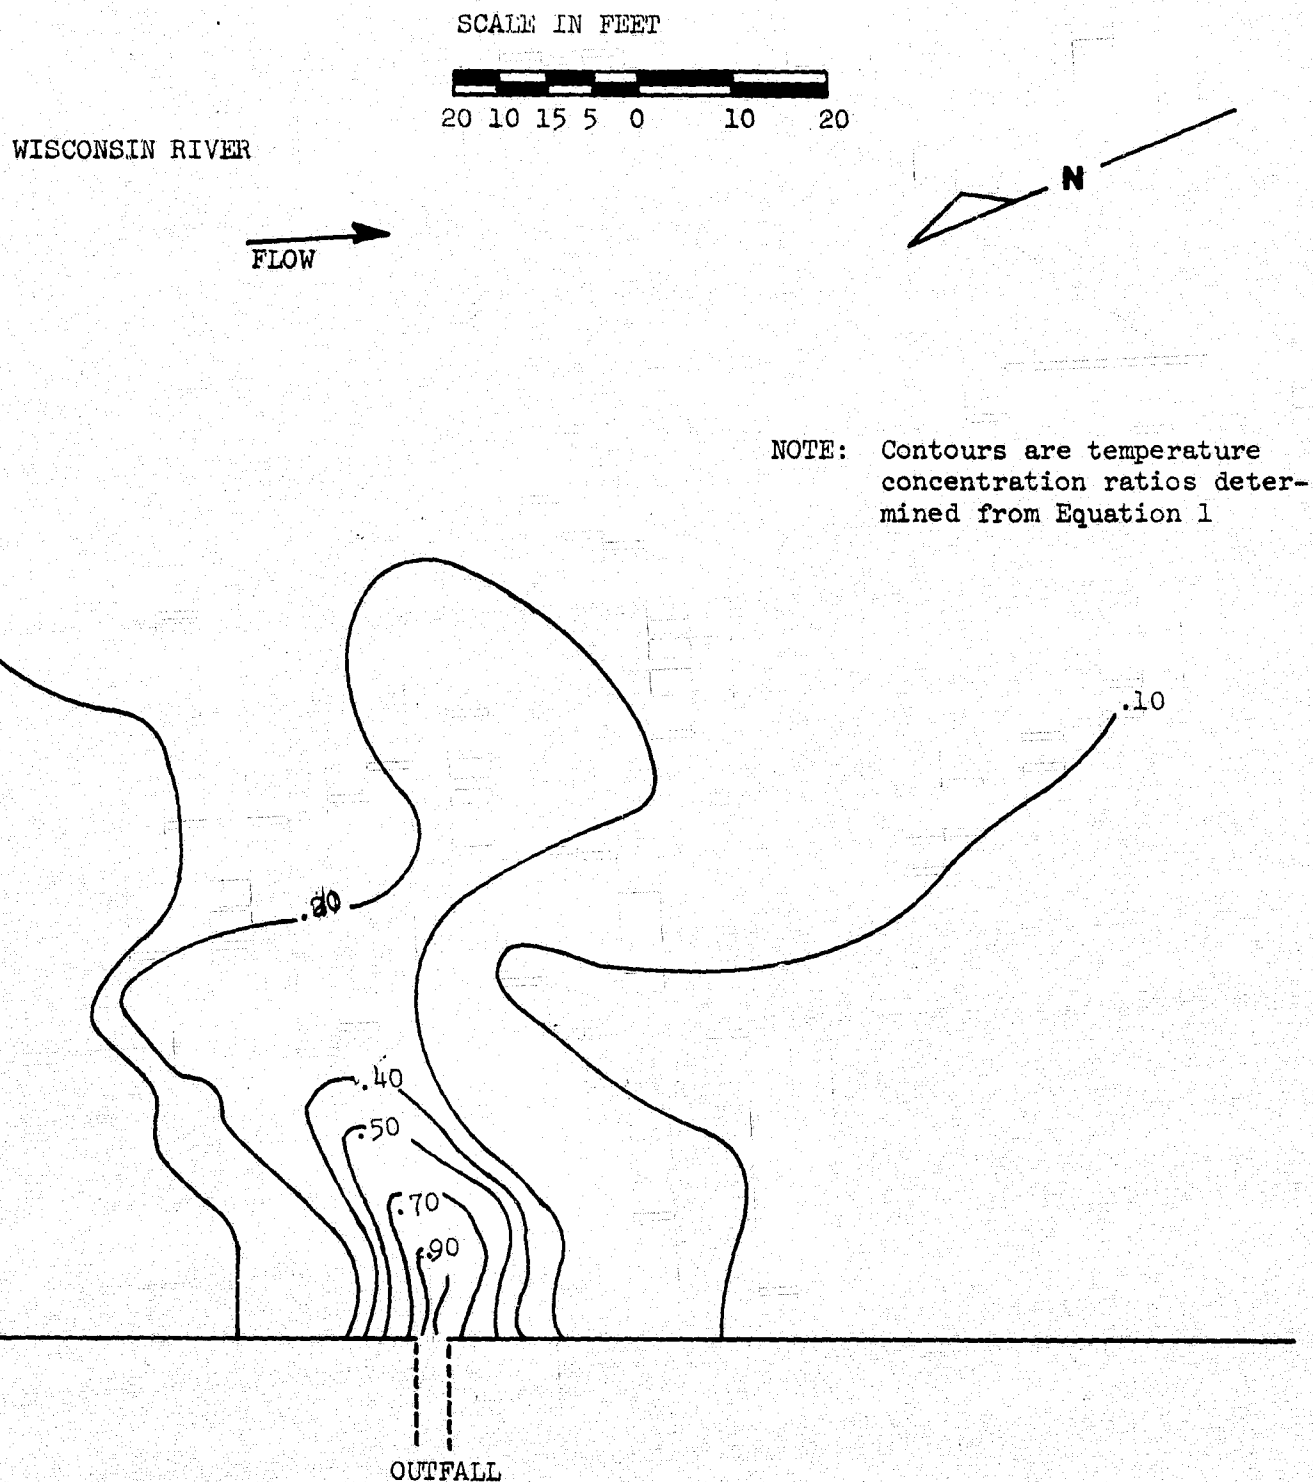 SCALE IN FEET
20 10 15 5 0 10 20
WISCONSIN RIVER
N
FLOW
NOTE: Contours are temperature
concentration ratios deter-
mined from Equation 1
.10
.40
.50
.70
.90
OUTFALL